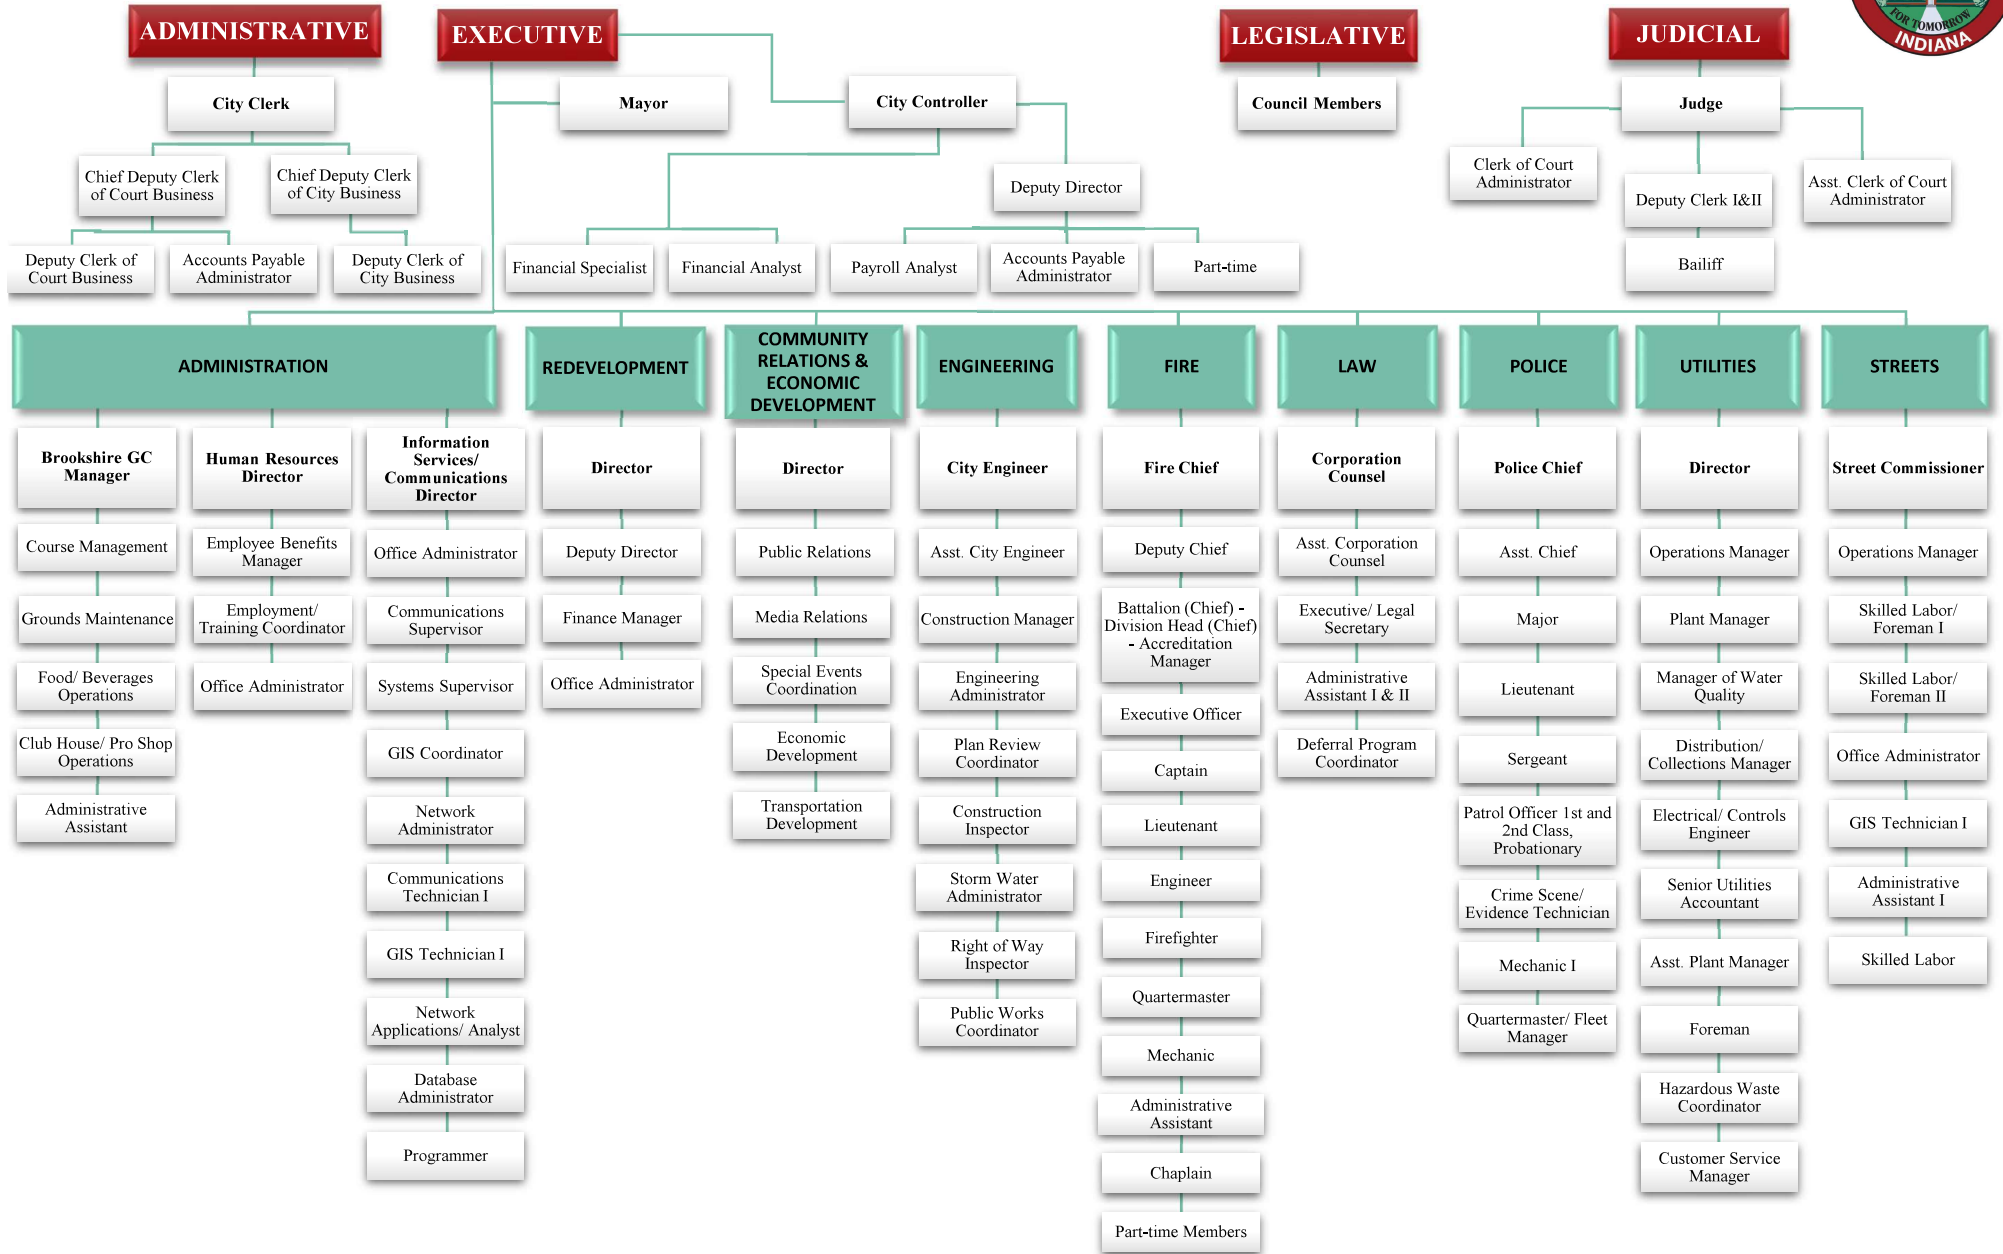 ADMINISTRATIVE
EXECUTIVE
LEGISLATIVE
JUDICIAL
FOR TOMORROW
INDIANA
City Clerk
Mayor
City Controller
Council Members
Judge
Chief Deputy Clerk
of Court Business
Chief Deputy Clerk
of City Business
Deputy Director
Clerk of Court
Administrator
Deputy Clerk I&II
Asst. Clerk of Court
Administrator
Deputy Clerk of
Court Business
Accounts Payable
Administrator
Deputy Clerk of
City Business
Financial Specialist
Financial Analyst
Payroll Analyst
Accounts Payable
Administrator
Part-time
Bailiff
ADMINISTRATION
Brookshire GC
Manager
Course Management
Grounds Maintenance
Food/ Beverages
Operations
Club House/ Pro Shop
Operations
Administrative
Assistant
Human Resources
Director
Employee Benefits
Manager
Employment/
Training Coordinator
Office Administrator
Information
Services/
Communications
Director
Office Administrator
Communications
Supervisor
Systems Supervisor
GIS Coordinator
Network
Administrator
Communications
Technician I
GIS Technician I
Network
Applications/ Analyst
Database
Administrator
Programmer
REDEVELOPMENT
Director
Deputy Director
Finance Manager
Office Administrator
COMMUNITY
RELATIONS &
ECONOMIC
DEVELOPMENT
Director
Public Relations
Media Relations
Special Events
Coordination
Economic
Development
Transportation
Development
ENGINEERING
City Engineer
Asst. City Engineer
Construction Manager
Engineering
Administrator
Plan Review
Coordinator
Construction
Inspector
Storm Water
Administrator
Right of Way
Inspector
Public Works
Coordinator
FIRE
Fire Chief
Deputy Chief
Battalion (Chief) -
Division Head (Chief)
- Accreditation
Manager
Executive Officer
Captain
Lieutenant
Engineer
Firefighter
Quartermaster
Mechanic
Administrative
Assistant
Chaplain
Part-time Members
LAW
Corporation
Counsel
Asst. Corporation
Counsel
Executive/ Legal
Secretary
Administrative
Assistant I & II
Deferral Program
Coordinator
POLICE
Police Chief
Asst. Chief
Major
Lieutenant
Sergeant
Patrol Officer 1st and
2nd Class,
Probationary
Crime Scene/
Evidence Technician
Mechanic I
Quartermaster/ Fleet
Manager
UTILITIES
Director
Operations Manager
Plant Manager
Manager of Water
Quality
Distribution/
Collections Manager
Electrical/ Controls
Engineer
Senior Utilities
Accountant
Asst. Plant Manager
Foreman
Hazardous Waste
Coordinator
Customer Service
Manager
STREETS
Street Commissioner
Operations Manager
Skilled Labor/
Foreman I
Skilled Labor/
Foreman II
Office Administrator
GIS Technician I
Administrative
Assistant I
Skilled Labor